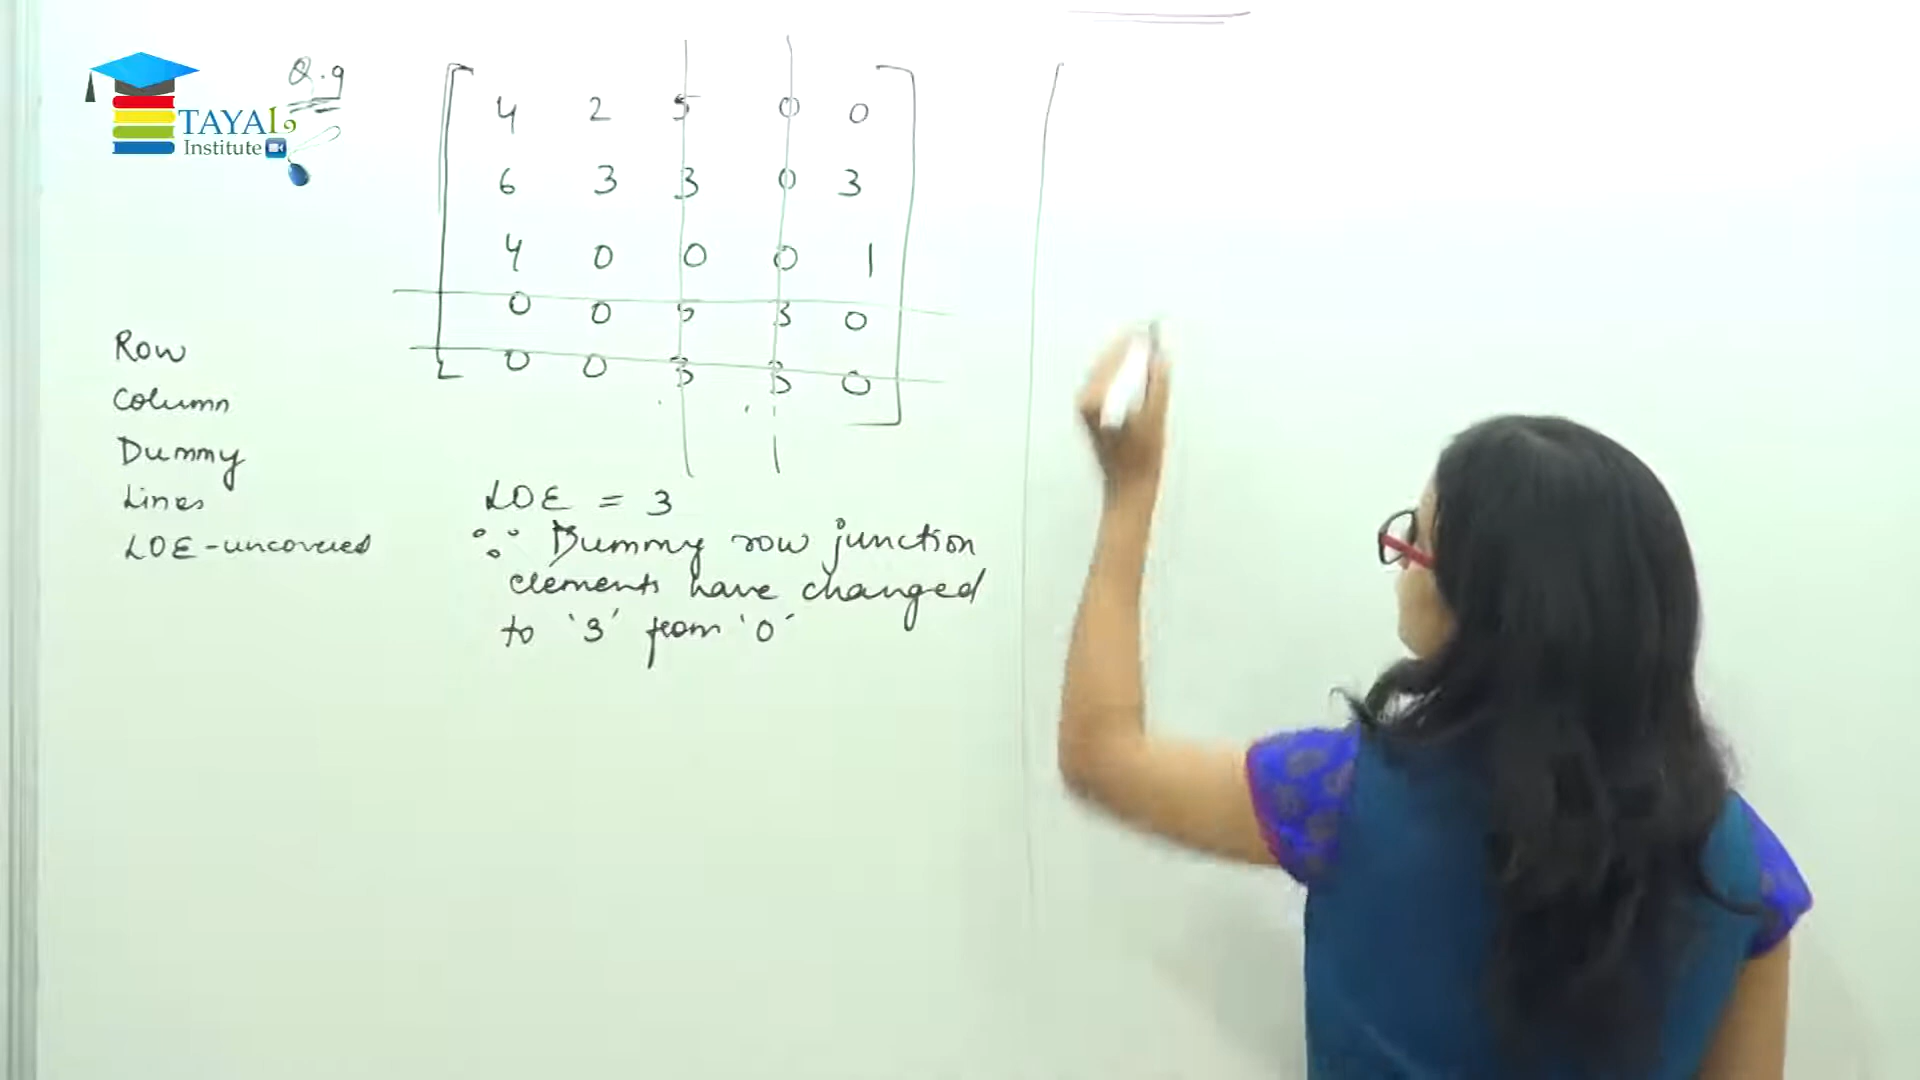 Q.9
TAYAL
Institute
4 2 5 0 0
6 3 3 0 3
4 0 0 0 1
0 0 3 3 0
0 0 3 3 0
Row
Column
Dummy
Lines
LOE - uncovered
LOE = 3
∵ Dummy row junction
elements have changed
to '3' from '0'